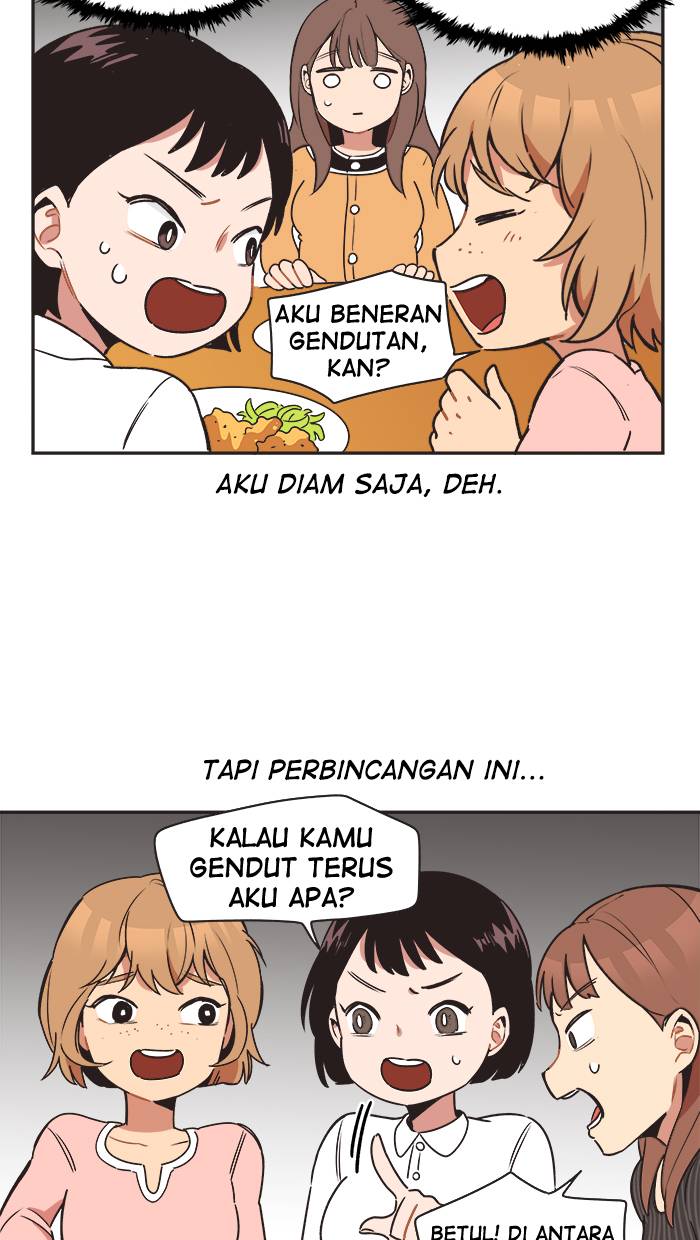 AKU BENERAN
GENDUTAN,
KAN?
AKU DIAM SAJA, DEH.
TAPI PERBINCANGAN INI...
KALAU KAMU
GENDUT TERUS
AKU APA?
BETUL! DI ANTARA